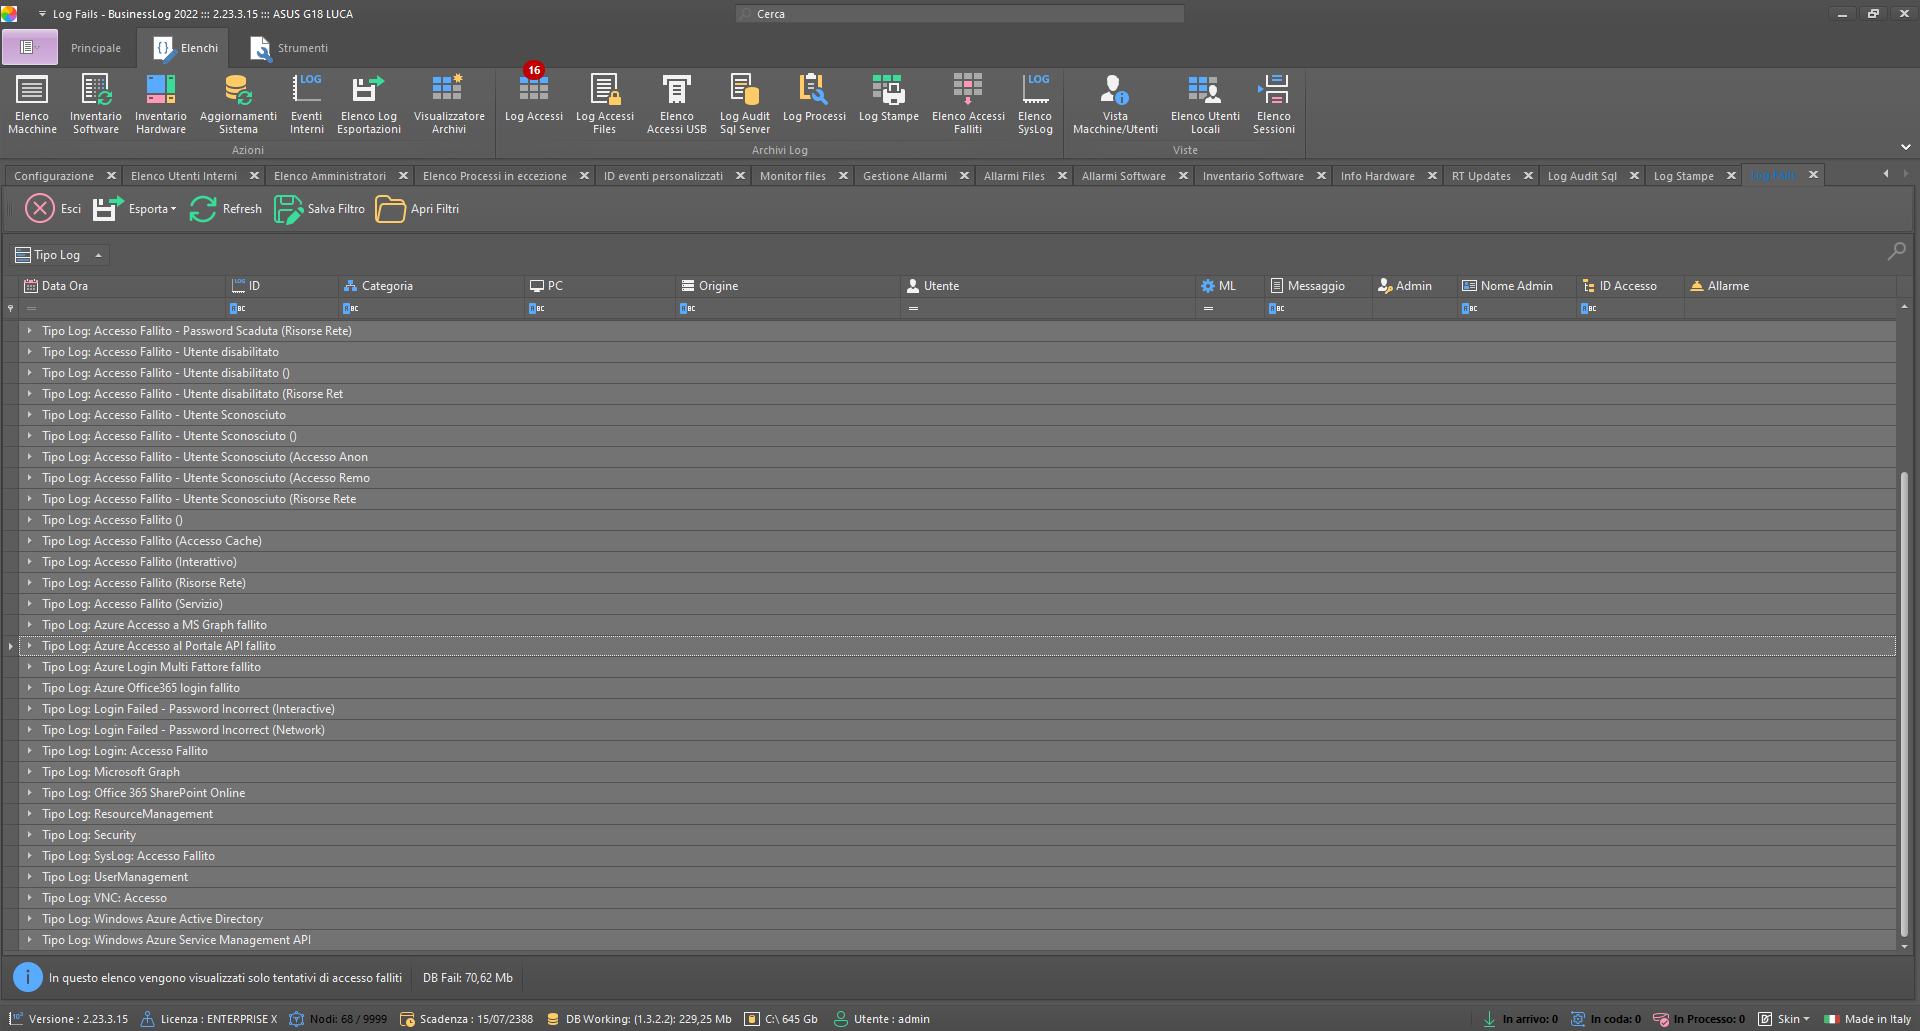 Log Fails - BusinessLog 2022 ::: 2.23.3.15 ::: ASUS G18 LUCA
Cerca
Principale
Elenchi
Strumenti
16
LOG
LOG
Elenco Macchine
Inventario Software
Inventario Hardware
Aggiornamenti Sistema
Eventi Interni
Elenco Log Esportazioni
Visualizzatore Archivi
Log Accessi
Log Accessi Files
Elenco Accessi USB
Log Audit Sql Server
Log Processi
Log Stampe
Elenco Accessi Falliti
Elenco SysLog
Vista Macchine/Utenti
Elenco Utenti Locali
Elenco Sessioni
Azioni
Archivi Log
Viste
Configurazione
Elenco Utenti Interni
Elenco Amministratori
Elenco Processi in eccezione
ID eventi personalizzati
Monitor files
Gestione Allarmi
Allarmi Files
Allarmi Software
Inventario Software
Info Hardware
RT Updates
Log Audit Sql
Log Stampe
Log Fails
Esci
Esporta
Refresh
Salva Filtro
Apri Filtri
Tipo Log
Data Ora
ID
Categoria
PC
Origine
Utente
ML
Messaggio
Admin
Nome Admin
ID Accesso
Allarme
Tipo Log: Accesso Fallito - Password Scaduta (Risorse Rete)
Tipo Log: Accesso Fallito - Utente disabilitato
Tipo Log: Accesso Fallito - Utente disabilitato ()
Tipo Log: Accesso Fallito - Utente disabilitato (Risorse Ret
Tipo Log: Accesso Fallito - Utente Sconosciuto
Tipo Log: Accesso Fallito - Utente Sconosciuto ()
Tipo Log: Accesso Fallito - Utente Sconosciuto (Accesso Anon
Tipo Log: Accesso Fallito - Utente Sconosciuto (Accesso Remo
Tipo Log: Accesso Fallito - Utente Sconosciuto (Risorse Rete
Tipo Log: Accesso Fallito ()
Tipo Log: Accesso Fallito (Accesso Cache)
Tipo Log: Accesso Fallito (Interattivo)
Tipo Log: Accesso Fallito (Risorse Rete)
Tipo Log: Accesso Fallito (Servizio)
Tipo Log: Azure Accesso a MS Graph fallito
Tipo Log: Azure Accesso al Portale API fallito
Tipo Log: Azure Login Multi Fattore fallito
Tipo Log: Azure Office365 login fallito
Tipo Log: Login Failed - Password Incorrect (Interactive)
Tipo Log: Login Failed - Password Incorrect (Network)
Tipo Log: Login: Accesso Fallito
Tipo Log: Microsoft Graph
Tipo Log: Office 365 SharePoint Online
Tipo Log: ResourceManagement
Tipo Log: Security
Tipo Log: SysLog: Accesso Fallito
Tipo Log: UserManagement
Tipo Log: VNC: Accesso
Tipo Log: Windows Azure Active Directory
Tipo Log: Windows Azure Service Management API
In questo elenco vengono visualizzati solo tentativi di accesso falliti
DB Fail: 70,62 Mb
Versione : 2.23.3.15
Licenza : ENTERPRISE X
Nodi: 68 / 9999
Scadenza : 15/07/2388
DB Working: (1.3.2.2): 229,25 Mb
C:\ 645 Gb
Utente : admin
In arrivo: 0
In coda: 0
In Processo: 0
Skin
Made in Italy